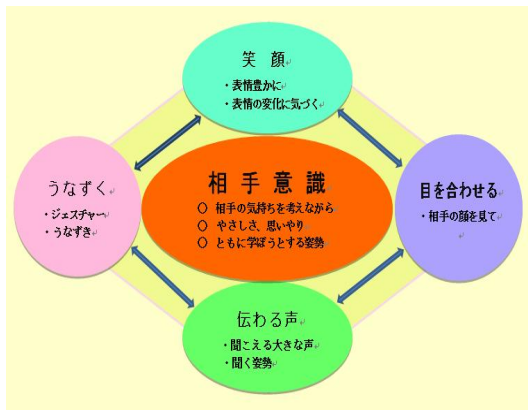 笑 顔
・表情豊かに
・表情の変化に気づく
うなずく
・ジェスチャー
・うなずき
相 手 意 識
○ 相手の気持ちを考えながら
○ やさしさ、思いやり
○ ともに学ぼうとする姿勢
目を合わせる
・相手の顔を見て
伝わる声
・聞こえる大きな声
・聞く姿勢